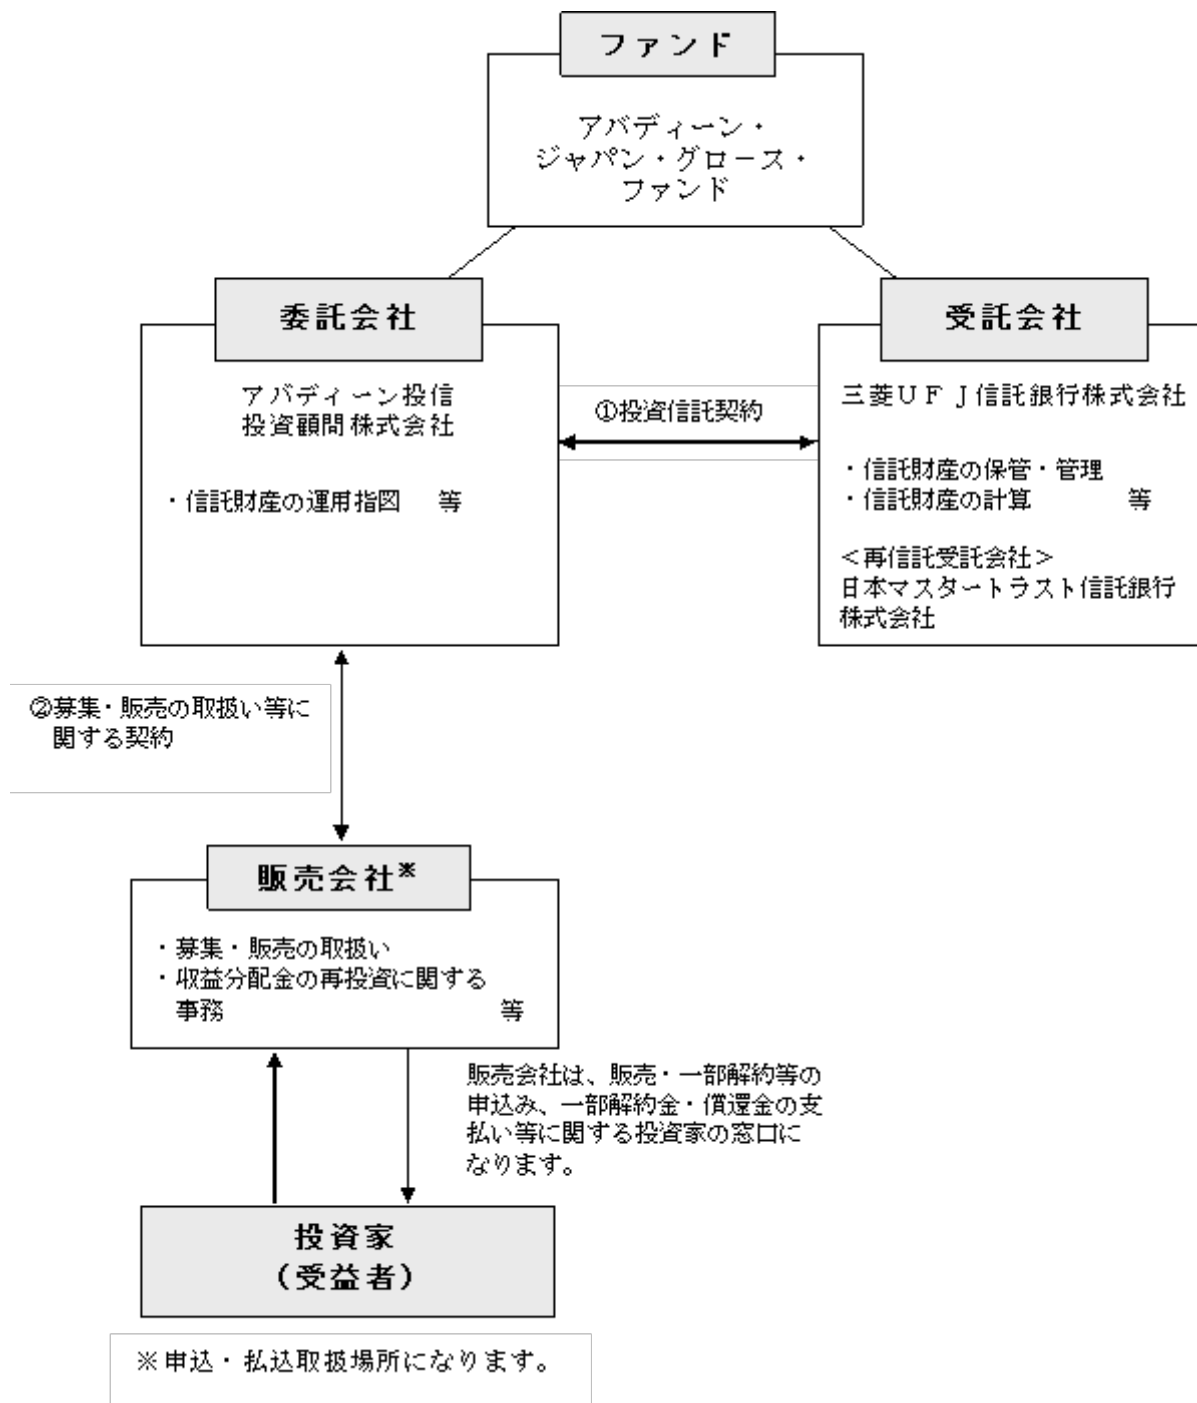 ファンド
アバディーン・
ジャパン・グロース・
ファンド
委託会社
アバディーン投信
投資顧問株式会社
・信託財産の運用指図 等
①投資信託契約
受託会社
三菱ＵＦＪ信託銀行株式会社
・信託財産の保管・管理
・信託財産の計算 等
＜再信託受託会社＞
日本マスタートラスト信託銀行
株式会社
②募集・販売の取扱い等に
関する契約
販売会社※
・募集・販売の取扱い
・収益分配金の再投資に関する
事務 等
販売会社は、販売・一部解約等の
申込み、一部解約金・償還金の支
払い等に関する投資家の窓口に
なります。
投資家
（受益者）
※申込・払込取扱場所になります。